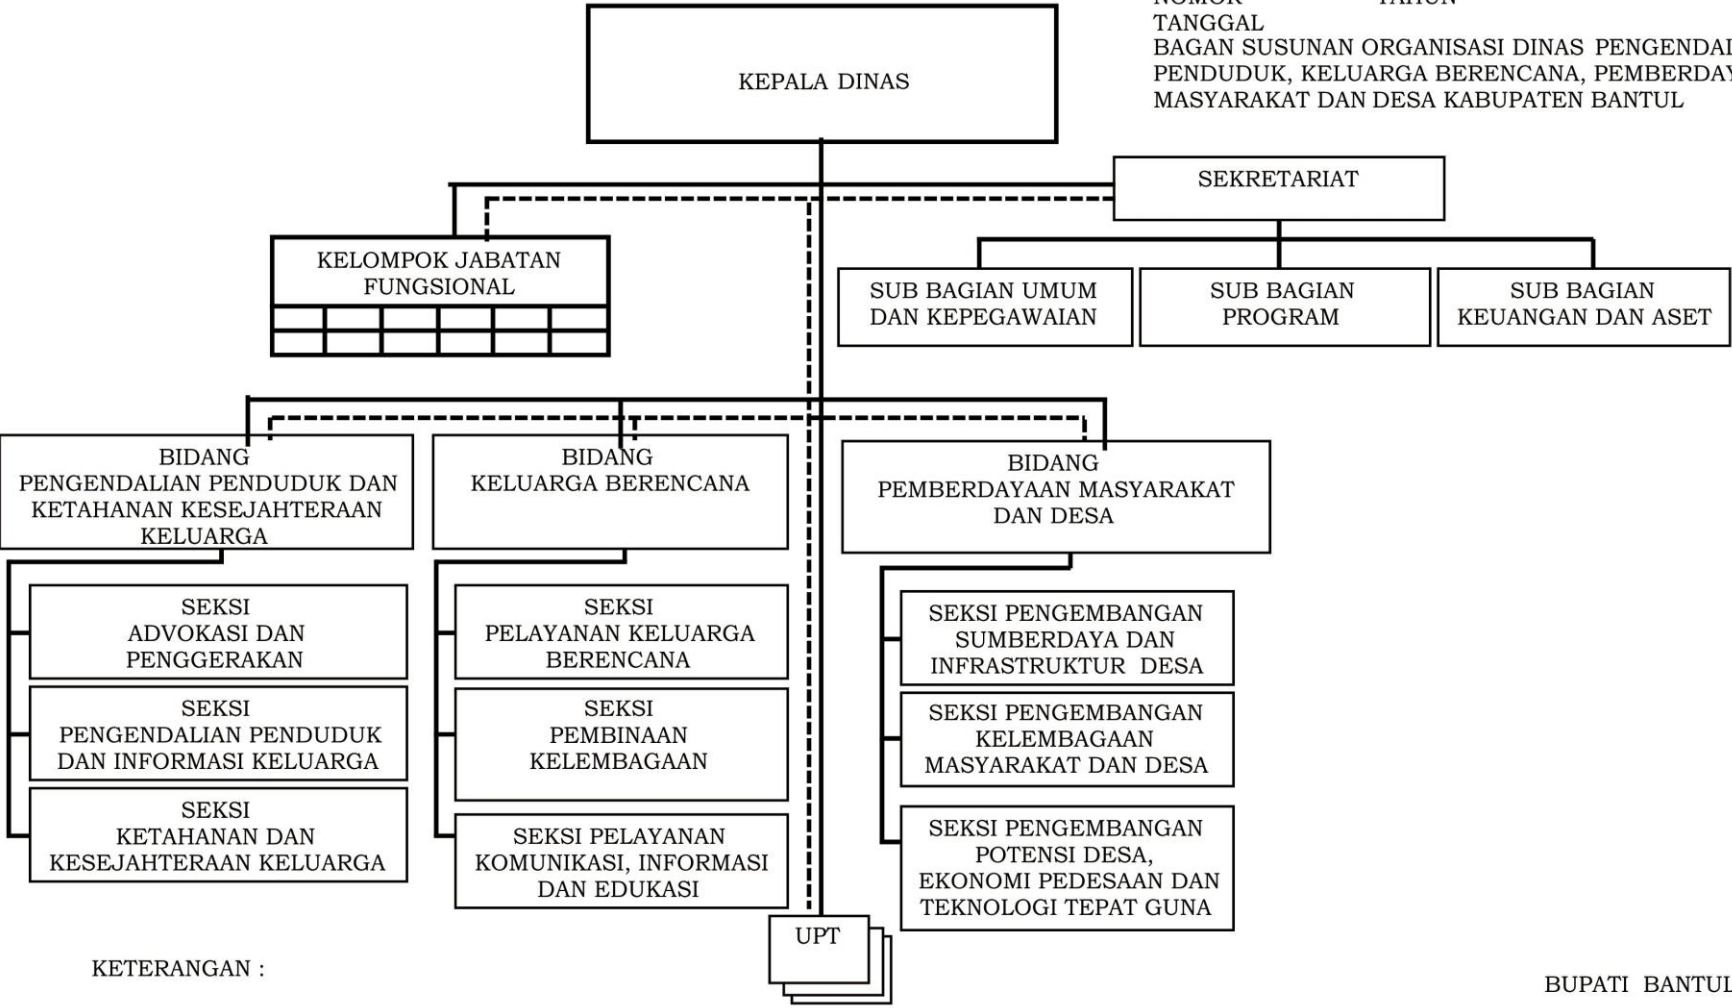 TANGGAL
BAGAN SUSUNAN ORGANISASI DINAS
PENDUDUK, KELUARGA BERENCANA,
MASYARAKAT DAN DESA KABUPATEN BANTUL
KEPALA DINAS
SEKRETARIAT
KELOMPOK JABATAN
FUNGSIONAL
SUB BAGIAN UMUM
DAN KEPEGAWAIAN
SUB BAGIAN
PROGRAM
SUB BAGIAN
KEUANGAN DAN ASET
BIDANG
PENGENDALIAN PENDUDUK DAN
KETAHANAN KESEJAHTERAAN
KELUARGA
BIDANG
KELUARGA BERENCANA
BIDANG
PEMBERDAYAAN MASYARAKAT
DAN DESA
SEKSI
ADVOKASI DAN
PENGGERAKAN
SEKSI
PENGENDALIAN PENDUDUK
DAN INFORMASI KELUARGA
SEKSI
KETAHANAN DAN
KESEJAHTERAAN KELUARGA
SEKSI
PELAYANAN KELUARGA
BERENCANA
SEKSI
PEMBINAAN
KELEMBAGAAN
SEKSI PELAYANAN
KOMUNIKASI, INFORMASI
DAN EDUKASI
SEKSI PENGEMBANGAN
SUMBERDAYA DAN
INFRASTRUKTUR DESA
SEKSI PENGEMBANGAN
KELEMBAGAAN
MASYARAKAT DAN DESA
SEKSI PENGEMBANGAN
POTENSI DESA,
EKONOMI PEDESAAN DAN
TEKNOLOGI TEPAT GUNA
UPT
KETERANGAN :
BUPATI BANTUL